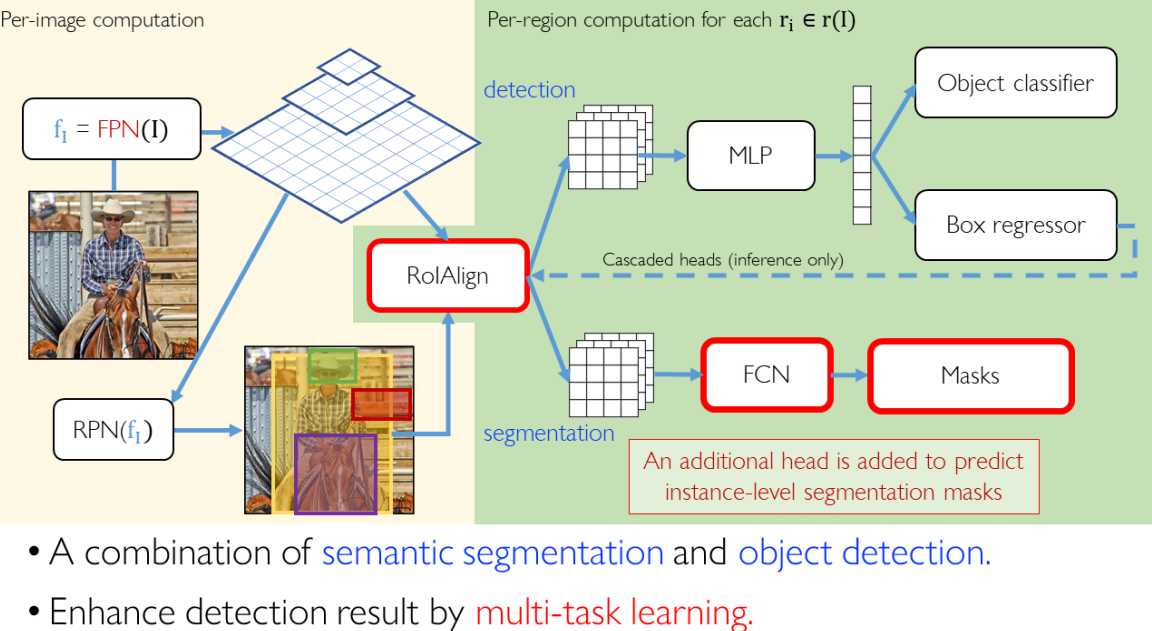 Per-image computation
Per-region computation for each rᵢ ∈ r(I)
detection
Object classifier
f_I = FPN(I)
MLP
Box regressor
Cascaded heads (inference only)
RoIAlign
FCN
Masks
RPN(f_I)
segmentation
An additional head is added to predict
instance-level segmentation masks
• A combination of semantic segmentation and object detection.
• Enhance detection result by multi-task learning.